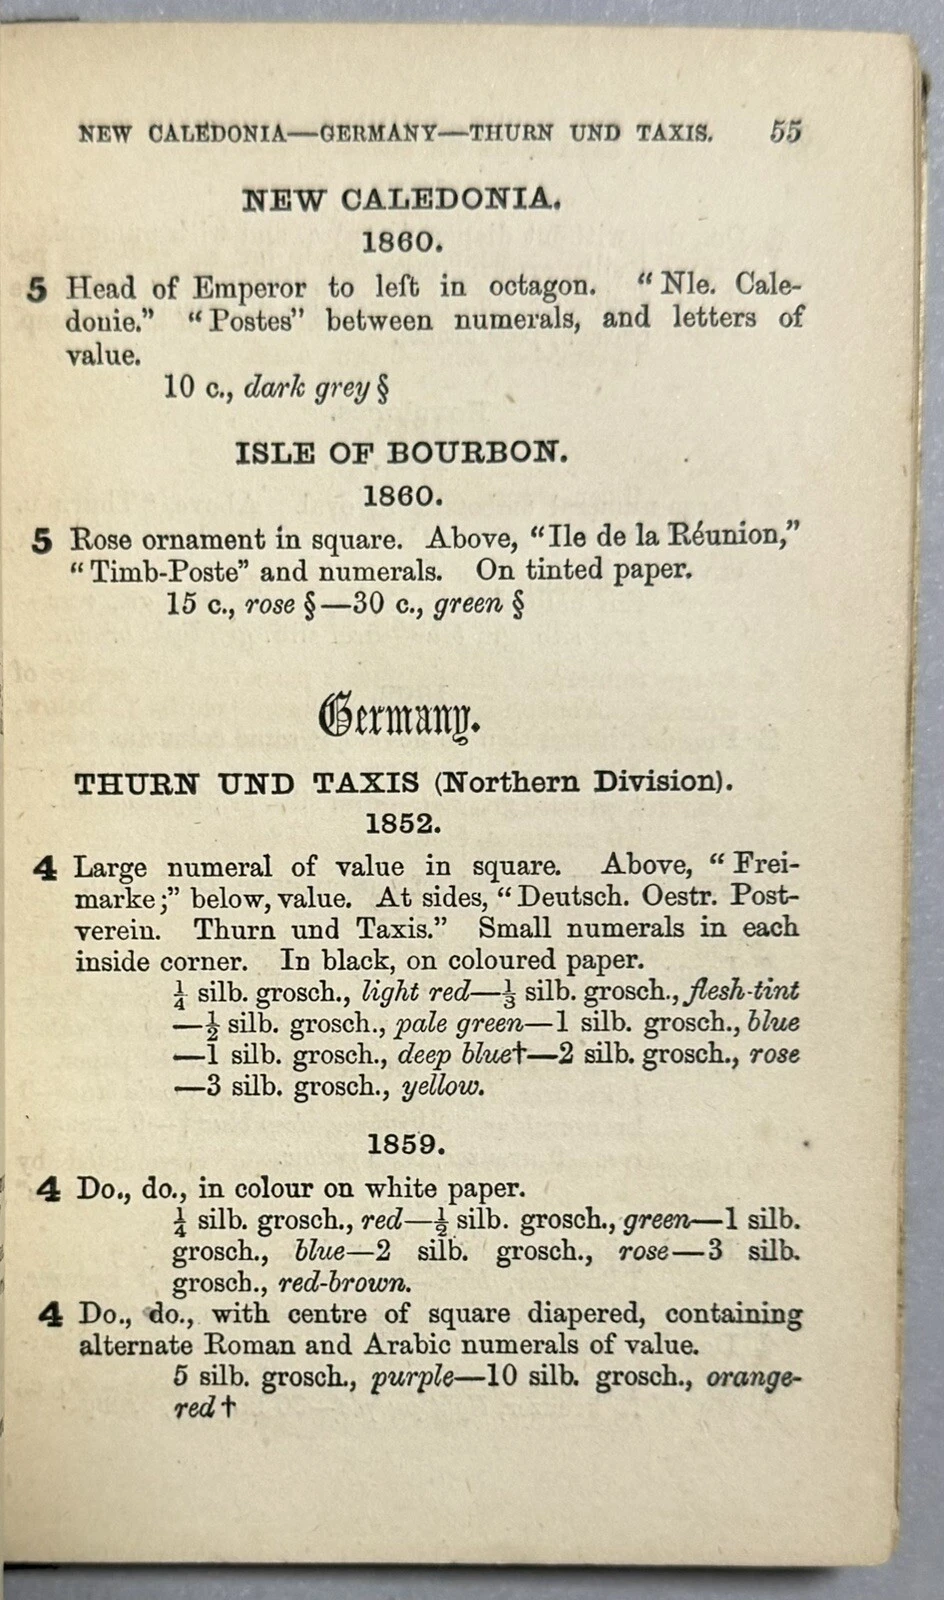 NEW CALEDONIA—GERMANY—THURN UND TAXIS. 55
NEW CALEDONIA.
1860.
5 Head of Emperor to left in octagon. "Nle. Cale-
donie." "Postes" between numerals, and letters of
value.
10 c., dark grey §
ISLE OF BOURBON.
1860.
5 Rose ornament in square. Above, "Ile de la Réunion,"
"Timb-Poste" and numerals. On tinted paper.
15 c., rose §—30 c., green §
Germany.
THURN UND TAXIS (Northern Division).
1852.
4 Large numeral of value in square. Above, "Frei-
marke;" below, value. At sides, "Deutsch. Oestr. Post-
verein. Thurn und Taxis." Small numerals in each
inside corner. In black, on coloured paper.
¼ silb. grosch., light red—⅓ silb. grosch., flesh-tint
—½ silb. grosch., pale green—1 silb. grosch., blue
—1 silb. grosch., deep blue†—2 silb. grosch., rose
—3 silb. grosch., yellow.
1859.
4 Do., do., in colour on white paper.
¼ silb. grosch., red—½ silb. grosch., green—1 silb.
grosch., blue—2 silb. grosch., rose—3 silb.
grosch., red-brown.
4 Do., do., with centre of square diapered, containing
alternate Roman and Arabic numerals of value.
5 silb. grosch., purple—10 silb. grosch., orange-
red †